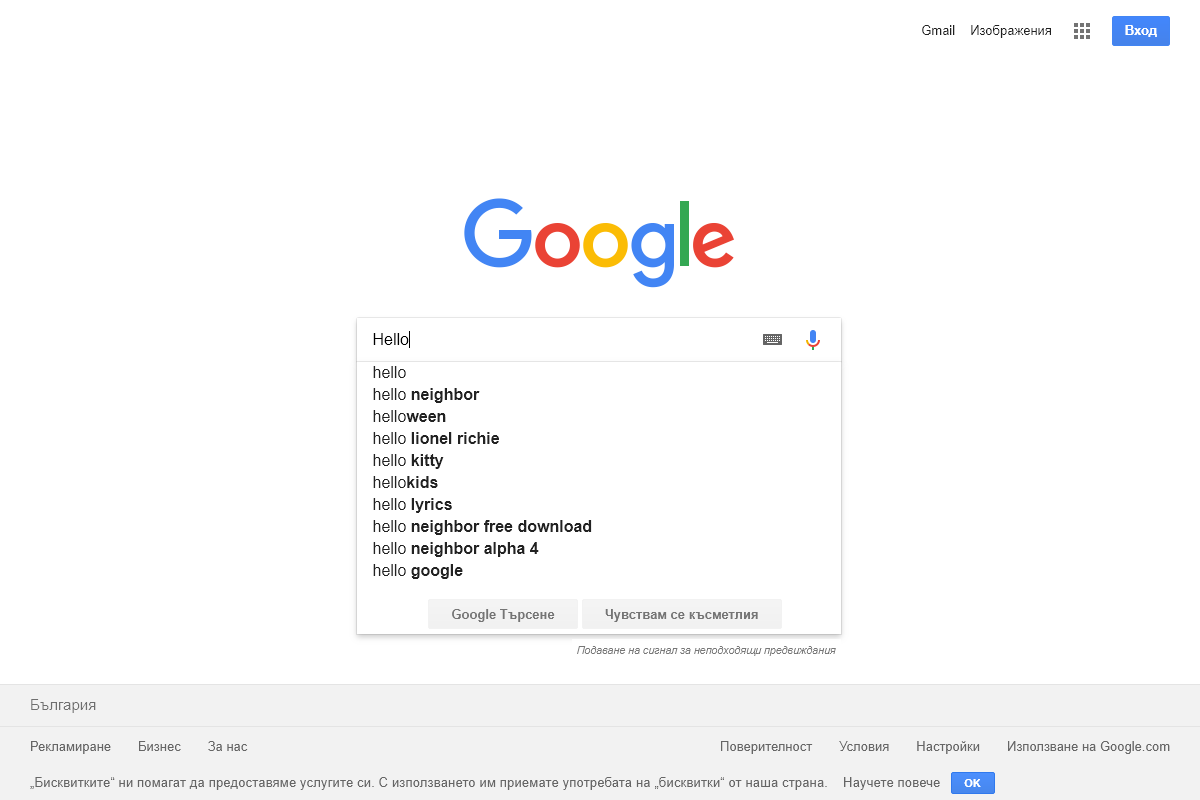 Gmail Изображения Вход
Google
Hello
hello
hello neighbor
helloween
hello lionel richie
hello kitty
hellokids
hello lyrics
hello neighbor free download
hello neighbor alpha 4
hello google
Google Търсене Чувствам се късметлия
Подаване на сигнал за неподходящи предвиждания
България
Рекламиране Бизнес За нас Поверителност Условия Настройки Използване на Google.com
„Бисквитките“ ни помагат да предоставяме услугите си. С използването им приемате употребата на „бисквитки“ от наша страна. Научете повече ОК